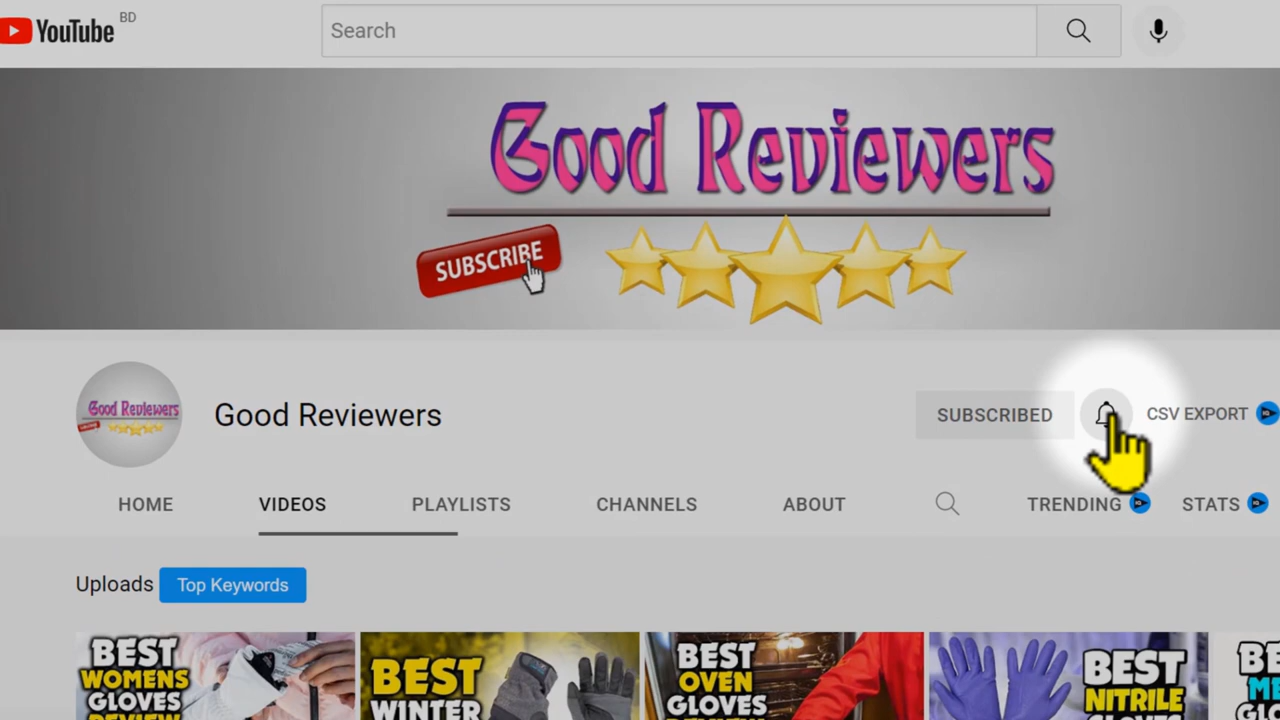 YouTube BD
Search
Good Reviewers
SUBSCRIBE
Good Reviewers
Good Reviewers
SUBSCRIBED
CSV EXPORT
HOME VIDEOS PLAYLISTS CHANNELS ABOUT TRENDING STATS
Uploads Top Keywords
BEST
WOMENS
GLOVES
REVIEW
BEST
WINTER
BEST
OVEN
GLOVES
BEST
NITRILE